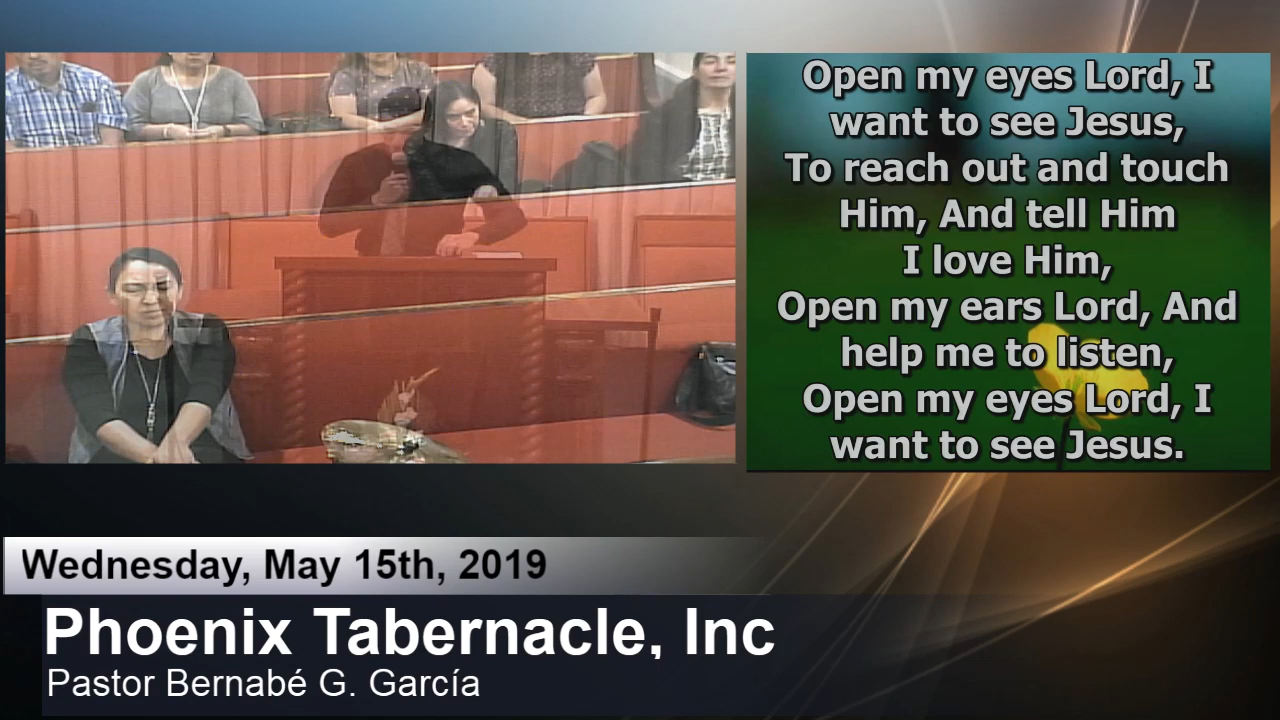 Open my eyes Lord, I
want to see Jesus,
To reach out and touch
Him, And tell Him
I love Him,
Open my ears Lord, And
help me to listen,
Open my eyes Lord, I
want to see Jesus.
Wednesday, May 15th, 2019
Phoenix Tabernacle, Inc
Pastor Bernabé G. García